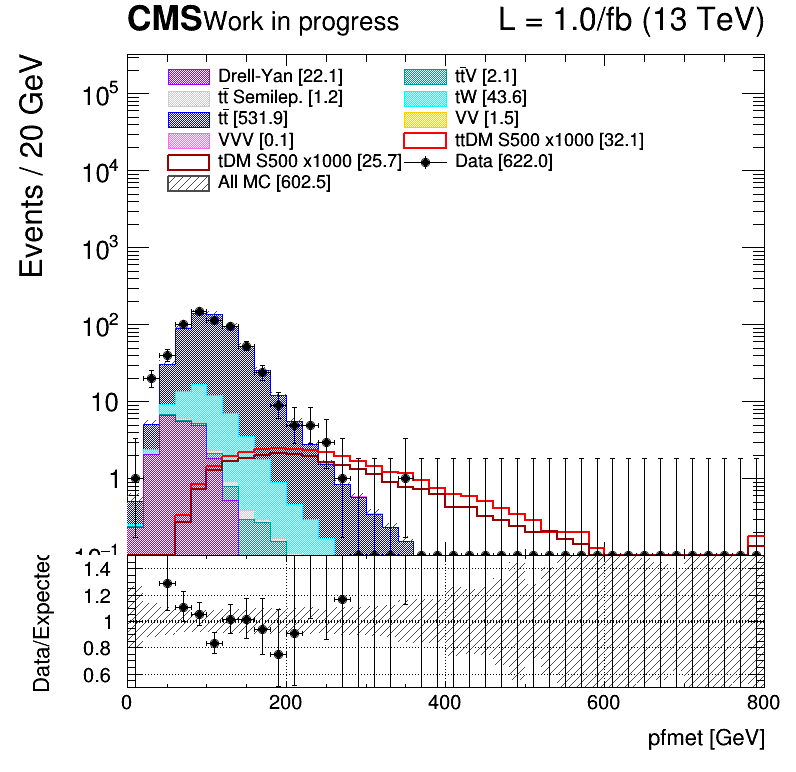 CMS Work in progress L = 1.0/fb (13 TeV)
Events / 20 GeV
Drell-Yan [22.1] tt̄V [2.1]
tt̄ Semilep. [1.2] tW [43.6]
tt̄ [531.9] VV [1.5]
VVV [0.1] ttDM S500 x1000 [32.1]
tDM S500 x1000 [25.7] Data [622.0]
All MC [602.5]
10⁵
10⁴
10³
10²
10
1
10⁻¹
Data/Expected
1.4
1.2
1
0.8
0.6
0 200 400 600 800
pfmet [GeV]